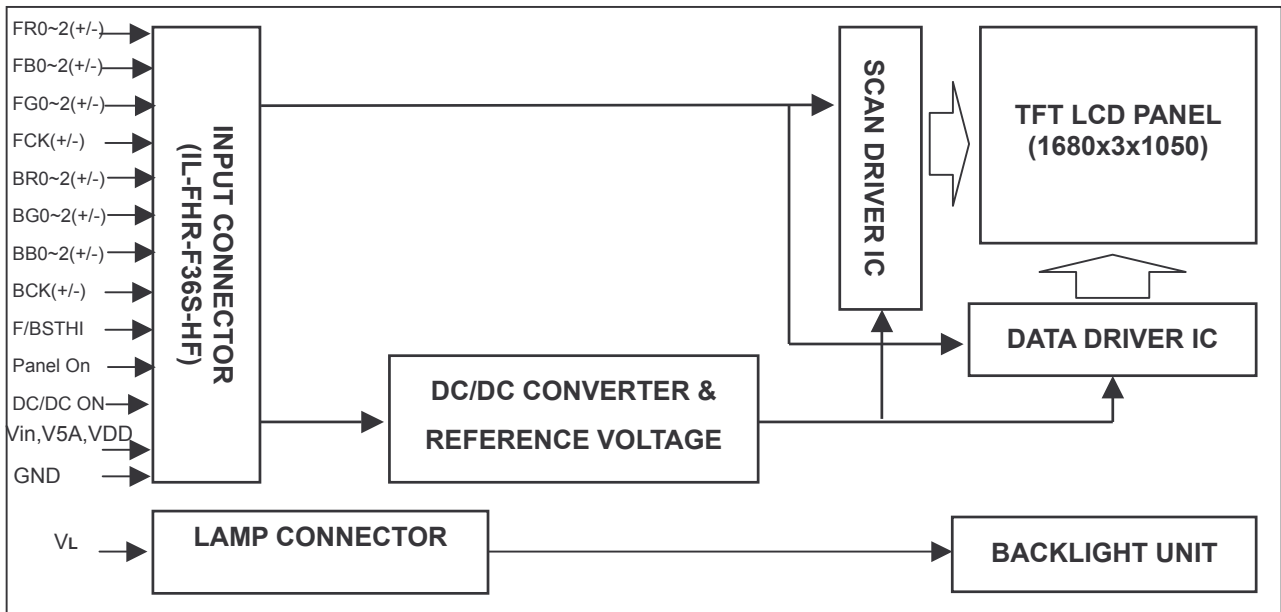 FR0~2(+/-)
FB0~2(+/-)
FG0~2(+/-)
FCK(+/-)
BR0~2(+/-)
BG0~2(+/-)
BB0~2(+/-)
BCK(+/-)
F/BSTHI
Panel On
DC/DC ON
Vin,V5A,VDD
GND
VL
INPUT CONNECTOR
(IL-FHR-F36S-HF)
SCAN DRIVER IC
TFT LCD PANEL
(1680x3x1050)
DATA DRIVER IC
DC/DC CONVERTER &
REFERENCE VOLTAGE
LAMP CONNECTOR
BACKLIGHT UNIT